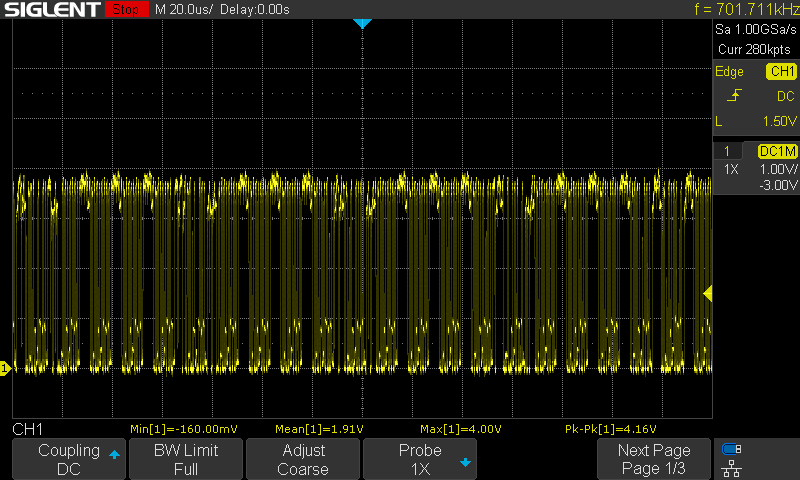 SIGLENT Stop M 20.0us/ Delay:0.00s f = 701.711kHz
Sa 1.00GSa/s
Curr 280kpts
Edge CH1
DC
L 1.50V
1 DC1M
1X 1.00V/
-3.00V
1
CH1 Min[1]=-160.00mV Mean[1]=1.91V Max[1]=4.00V Pk-Pk[1]=4.16V
Coupling BW Limit Adjust Probe Next Page
DC Full Coarse 1X Page 1/3